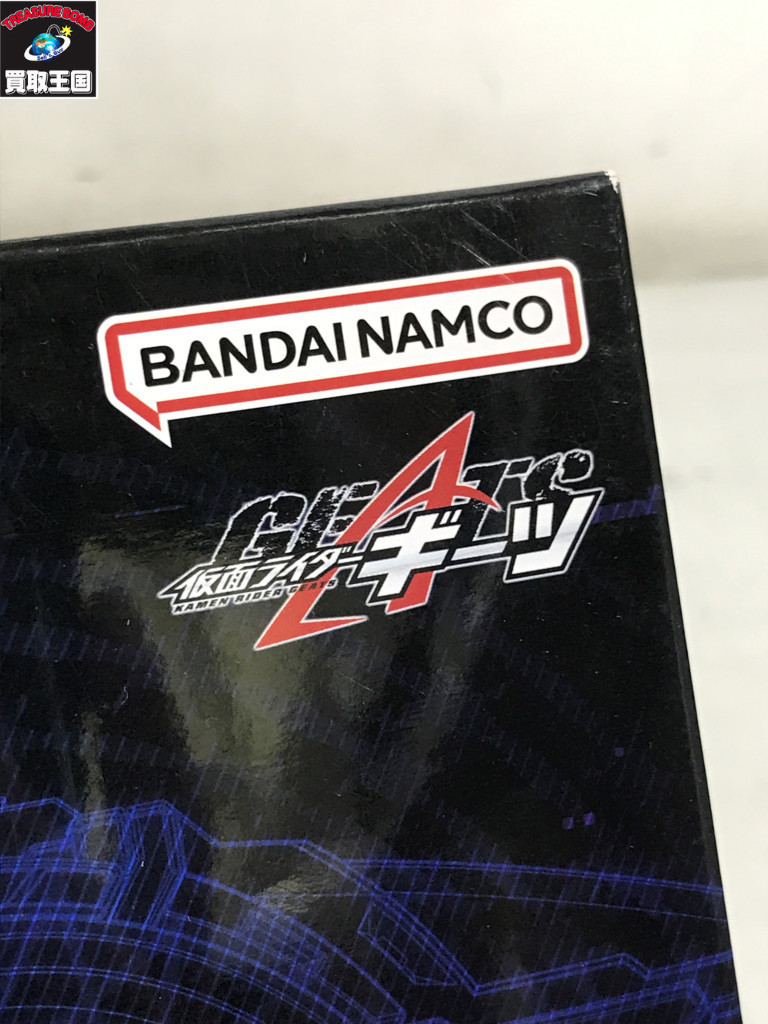 TREASURE BOMB
買取王国
BANDAI NAMCO
GEATS
仮面ライダーギーツ
KAMEN RIDER GEATS